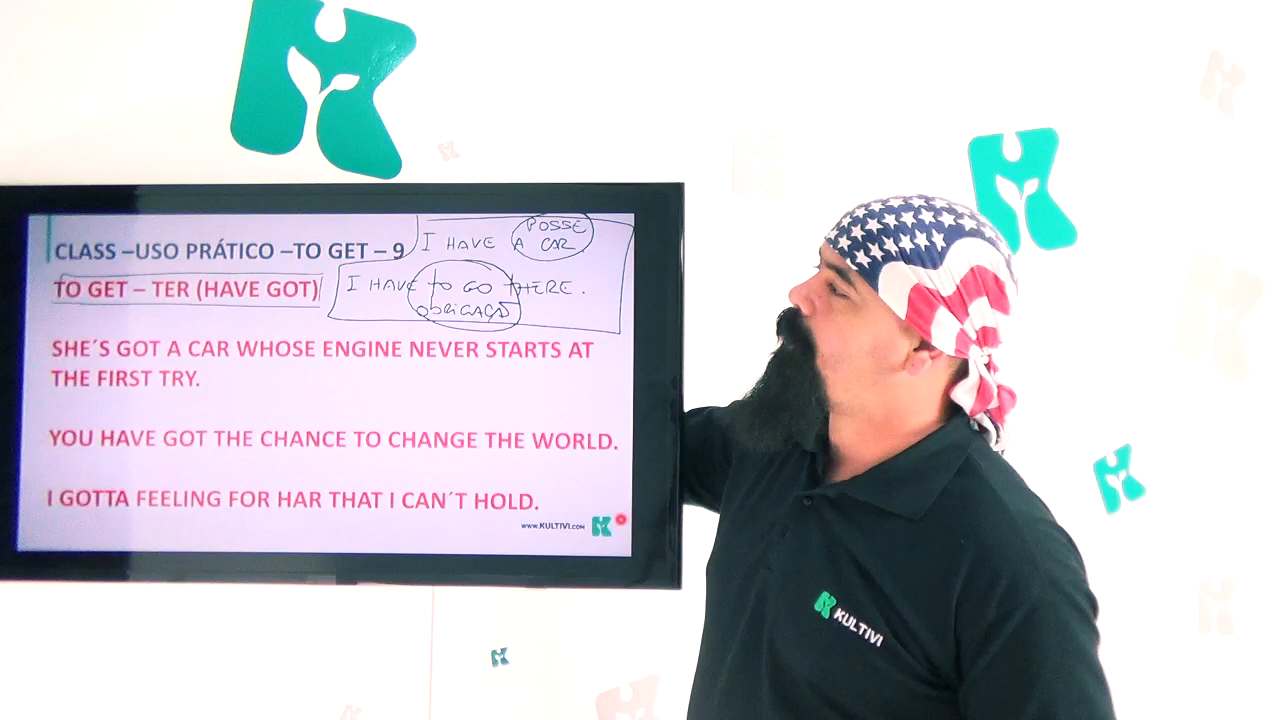 CLASS –USO PRÁTICO –TO GET – 9
POSSE
I HAVE A CAR
TO GET – TER (HAVE GOT)
I HAVE TO GO THERE.
OBRIGAÇÃO
SHE´S GOT A CAR WHOSE ENGINE NEVER STARTS AT
THE FIRST TRY.
YOU HAVE GOT THE CHANCE TO CHANGE THE WORLD.
I GOTTA FEELING FOR HAR THAT I CAN´T HOLD.
WWW.KULTIVI.COM
KULTIVI